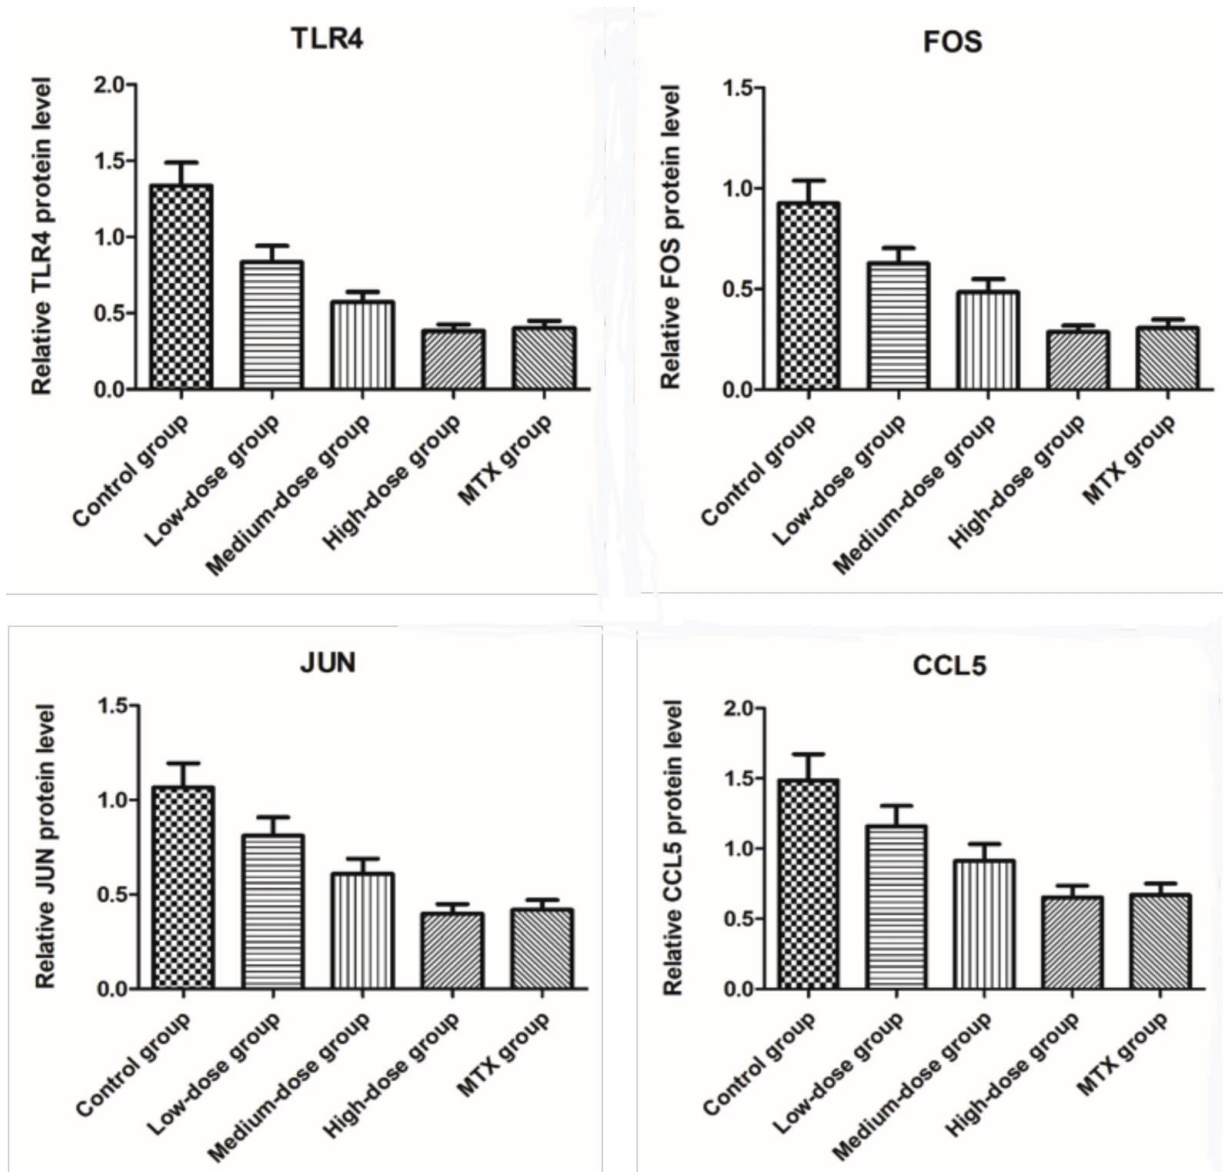 TLR4
Relative TLR4 protein level
2.0
1.5
1.0
0.5
0.0
Control group
Low-dose group
Medium-dose group
High-dose group
MTX group
FOS
Relative FOS protein level
1.5
1.0
0.5
0.0
Control group
Low-dose group
Medium-dose group
High-dose group
MTX group
JUN
Relative JUN protein level
1.5
1.0
0.5
0.0
Control group
Low-dose group
Medium-dose group
High-dose group
MTX group
CCL5
Relative CCL5 protein level
2.0
1.5
1.0
0.5
0.0
Control group
Low-dose group
Medium-dose group
High-dose group
MTX group